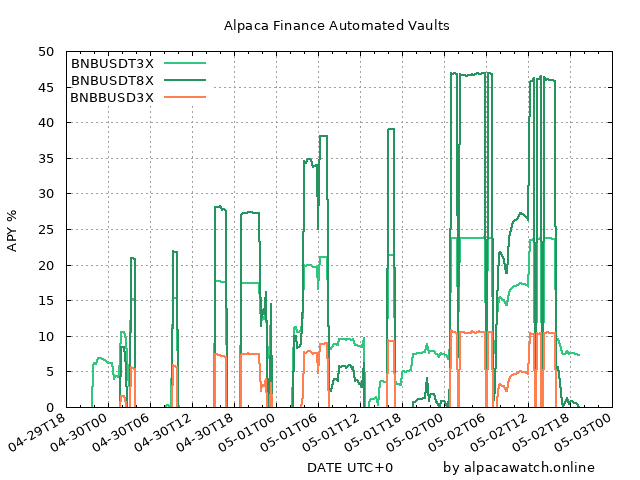 Alpaca Finance Automated Vaults
BNBUSDT3X
BNBUSDT8X
BNBBUSD3X
50
45
40
35
30
25
20
15
10
5
0
APY %
04-29T18
04-30T00
04-30T06
04-30T12
04-30T18
05-01T00
05-01T06
05-01T12
05-01T18
05-02T00
05-02T06
05-02T12
05-02T18
05-03T00
DATE UTC+0
by alpacawatch.online